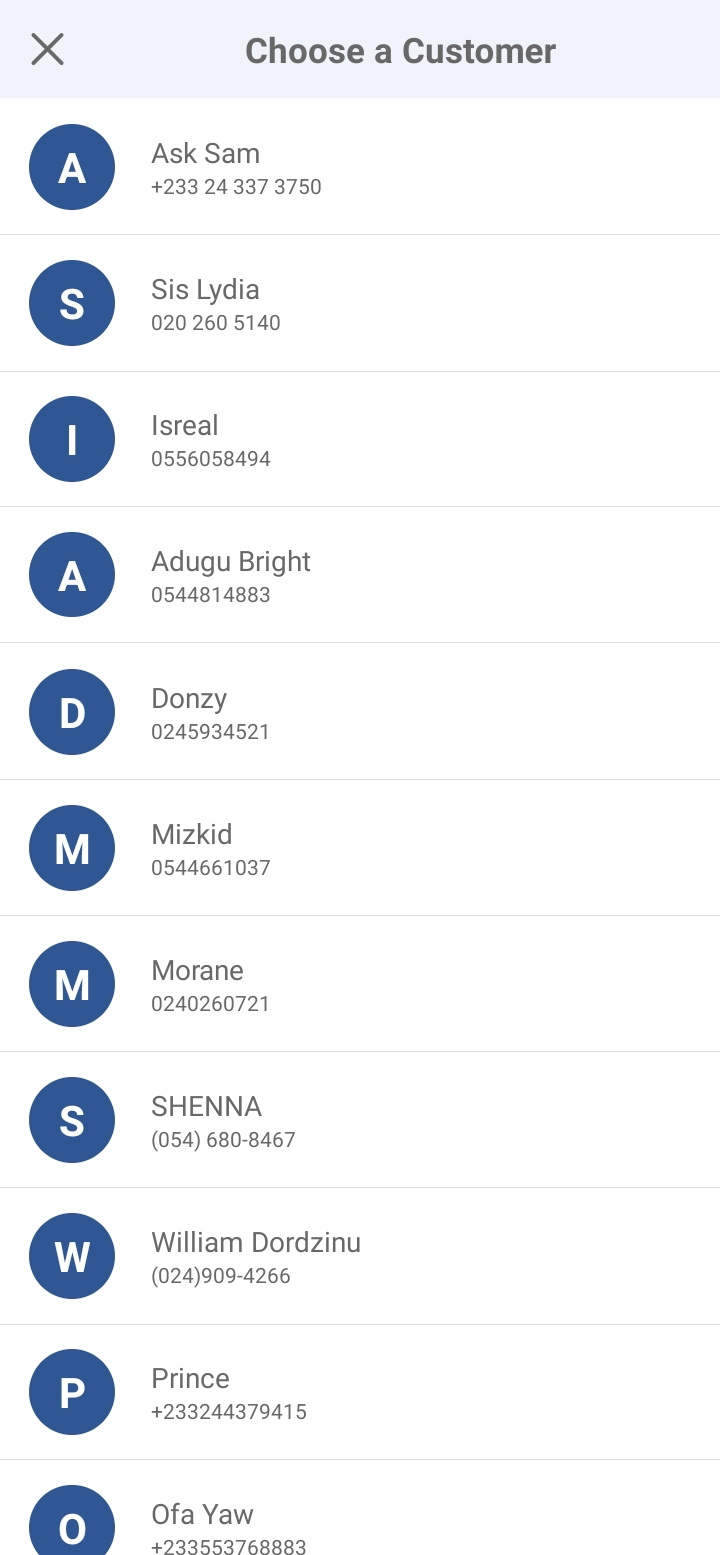 Choose a Customer
A
Ask Sam
+233 24 337 3750
S
Sis Lydia
020 260 5140
I
Isreal
0556058494
A
Adugu Bright
0544814883
D
Donzy
0245934521
M
Mizkid
0544661037
M
Morane
0240260721
S
SHENNA
(054) 680-8467
W
William Dordzinu
(024)909-4266
P
Prince
+233244379415
O
Ofa Yaw
+233553768883